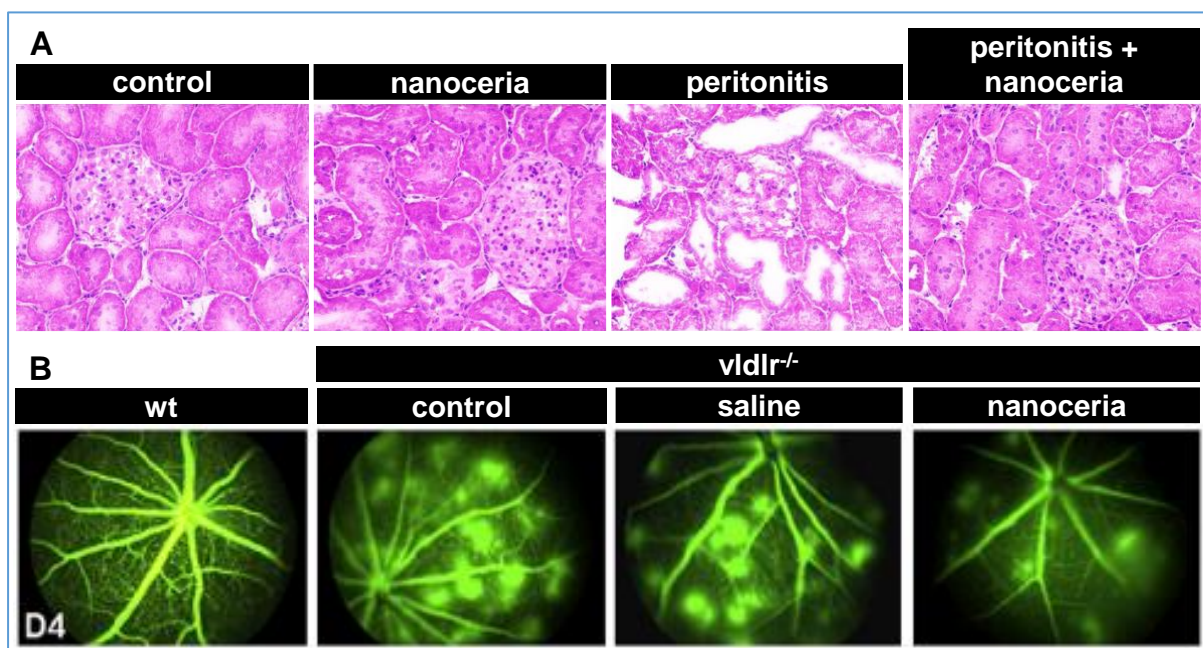 A
control
nanoceria
peritonitis
peritonitis +
nanoceria
B
vldlr-/-
wt
control
saline
nanoceria
D4